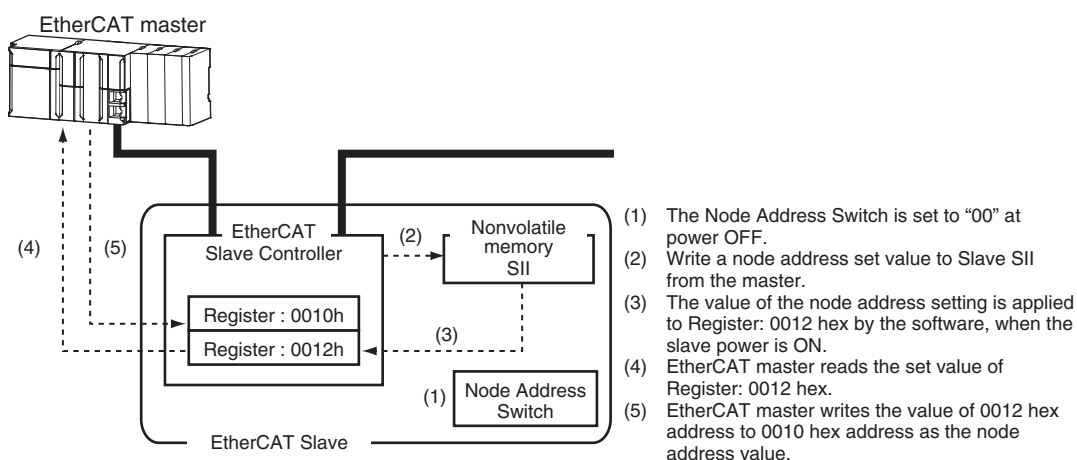 EtherCAT master
(4)
(5)
EtherCAT
Slave Controller
(2)
Nonvolatile
memory
SII
Register : 0010h
Register : 0012h
(3)
(1)
Node Address
Switch
EtherCAT Slave
(1) The Node Address Switch is set to “00” at
power OFF.
(2) Write a node address set value to Slave SII
from the master.
(3) The value of the node address setting is applied
to Register: 0012 hex by the software, when the
slave power is ON.
(4) EtherCAT master reads the set value of
Register: 0012 hex.
(5) EtherCAT master writes the value of 0012 hex
address to 0010 hex address as the node
address value.